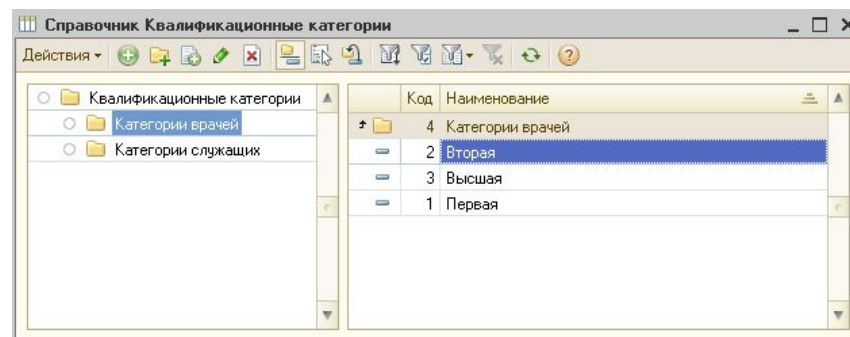 Справочник Квалификационные категории
Действия
Квалификационные категории
Категории врачей
Категории служащих
Код Наименование
4 Категории врачей
2 Вторая
3 Высшая
1 Первая